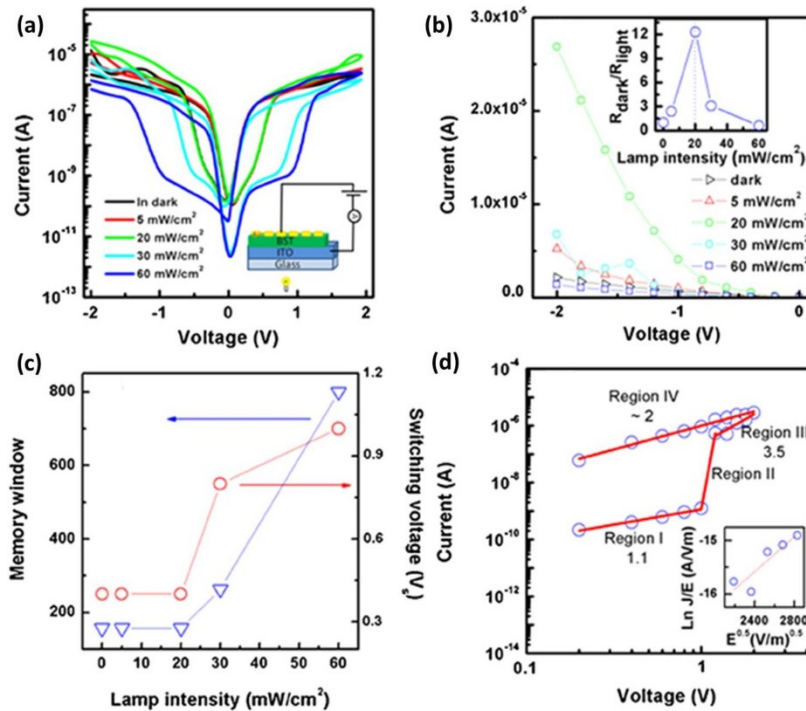 (a)
Current (A)
10^-5
10^-7
10^-9
10^-11
10^-13
In dark
5 mW/cm²
20 mW/cm²
30 mW/cm²
60 mW/cm²
BST
ITO
Glass
-2 -1 0 1 2
Voltage (V)
(b)
Current (A)
3.0x10^-5
2.0x10^-5
1.0x10^-5
0.0
R_dark/R_light
12
9
6
3
0
0 20 40 60
Lamp intensity (mW/cm²)
dark
5 mW/cm²
20 mW/cm²
30 mW/cm²
60 mW/cm²
-2 -1 0
Voltage (V)
(c)
Memory window
800
700
600
500
400
300
200
1.2
0.9
0.6
0.3
Switching voltage (V_s)
0 10 20 30 40 50 60
Lamp intensity (mW/cm²)
(d)
Current (A)
10^-4
10^-6
10^-8
10^-10
10^-12
10^-14
Region IV
~ 2
Region III
3.5
Region II
Region I
1.1
Ln J/E (A/Vm)
-15
-16
2400 2800
E^0.5 (V/m)^0.5
0.1 1
Voltage (V)